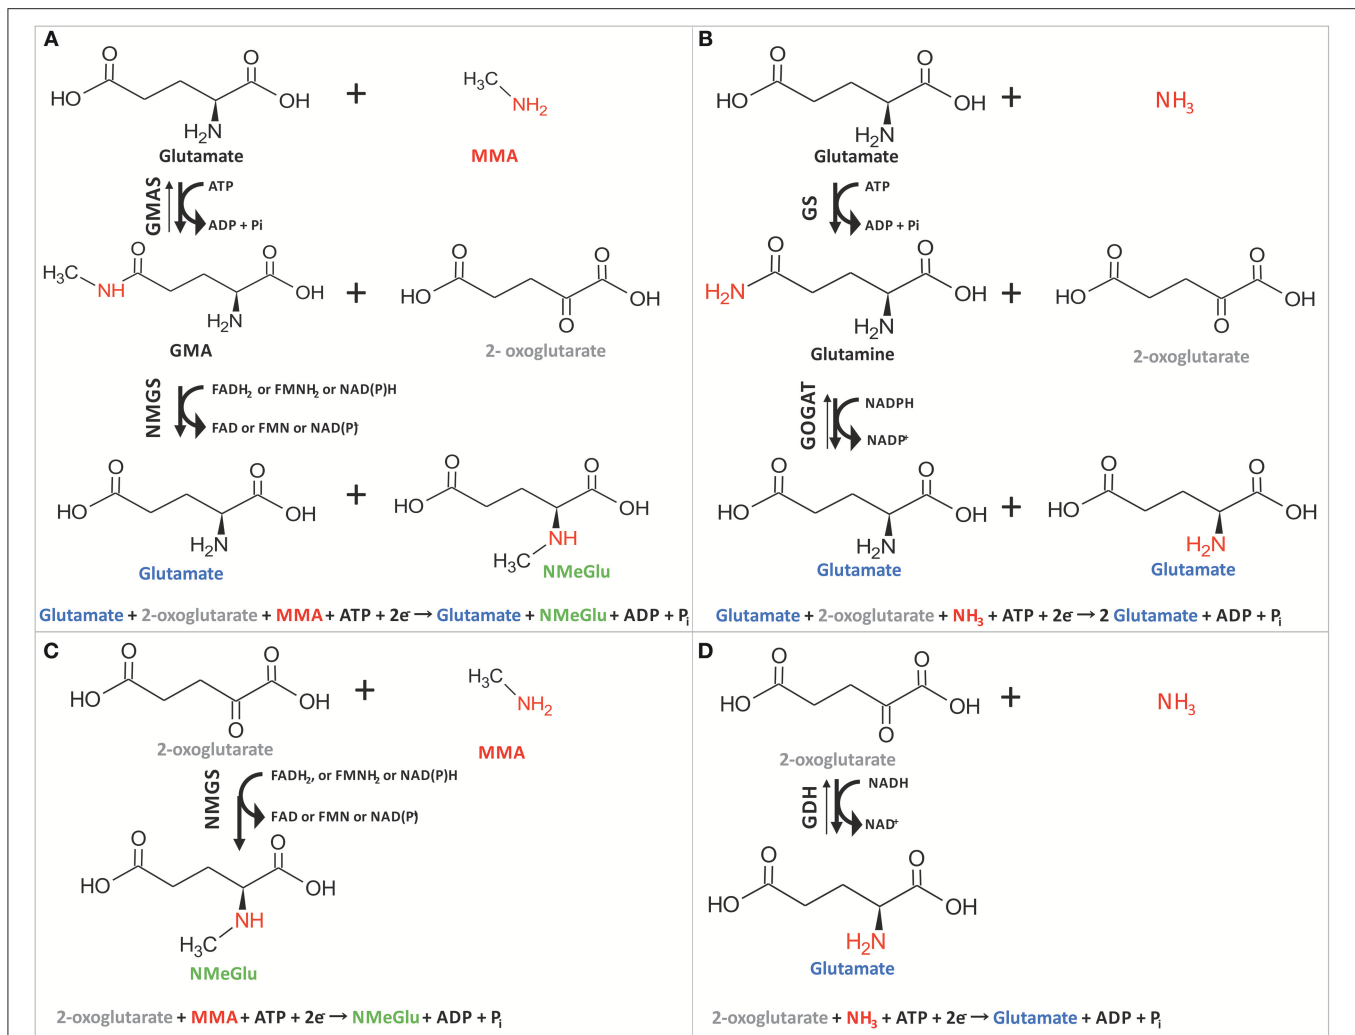 A
O
O
HO
OH
H₂N
Glutamate
+
H₃C
NH₂
MMA
GMAS
ATP
ADP + Pi
O
O
H₃C
NH
OH
H₂N
GMA
+
O
O
HO
OH
O
2- oxoglutarate
NMGS
FADH₂ or FMNH₂ or NAD(P)H
FAD or FMN or NAD(P)⁺
O
O
HO
OH
H₂N
Glutamate
+
O
O
HO
OH
NH
H₃C
NMeGlu
Glutamate + 2-oxoglutarate + MMA + ATP + 2e⁻ → Glutamate + NMeGlu + ADP + Pᵢ
B
O
O
HO
OH
H₂N
Glutamate
+
NH₃
GS
ATP
ADP + Pi
O
O
H₂N
OH
H₂N
Glutamine
+
O
O
HO
OH
O
2-oxoglutarate
GOGAT
NADPH
NADP⁺
O
O
HO
OH
H₂N
Glutamate
+
O
O
HO
OH
H₂N
Glutamate
Glutamate + 2-oxoglutarate + NH₃ + ATP + 2e⁻ → 2 Glutamate + ADP + Pᵢ
C
O
O
HO
OH
O
2-oxoglutarate
+
H₃C
NH₂
MMA
NMGS
FADH₂, or FMNH₂ or NAD(P)H
FAD or FMN or NAD(P)⁺
O
O
HO
OH
NH
H₃C
NMeGlu
2-oxoglutarate + MMA + ATP + 2e⁻ → NMeGlu + ADP + Pᵢ
D
O
O
HO
OH
O
2-oxoglutarate
+
NH₃
GDH
NADH
NAD⁺
O
O
HO
OH
H₂N
Glutamate
2-oxoglutarate + NH₃ + ATP + 2e⁻ → Glutamate + ADP + Pᵢ